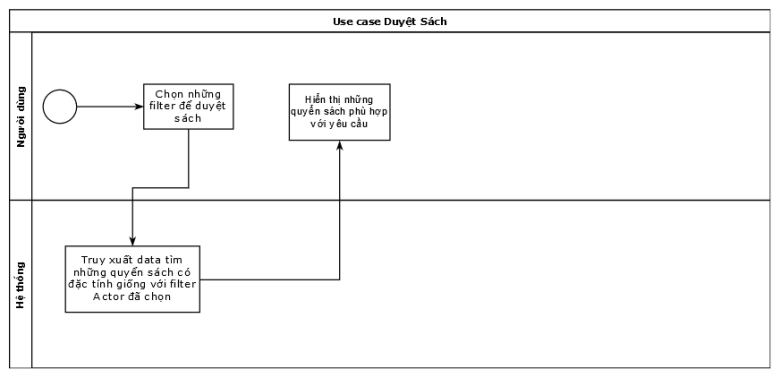 Use case Duyệt Sách
Người dùng
Chọn những
filter để duyệt
sách
Hiển thị những
quyển sách phù hợp
với yêu cầu
Hệ thống
Truy xuất data tìm
những quyển sách có
đặc tính giống với filter
Actor đã chọn